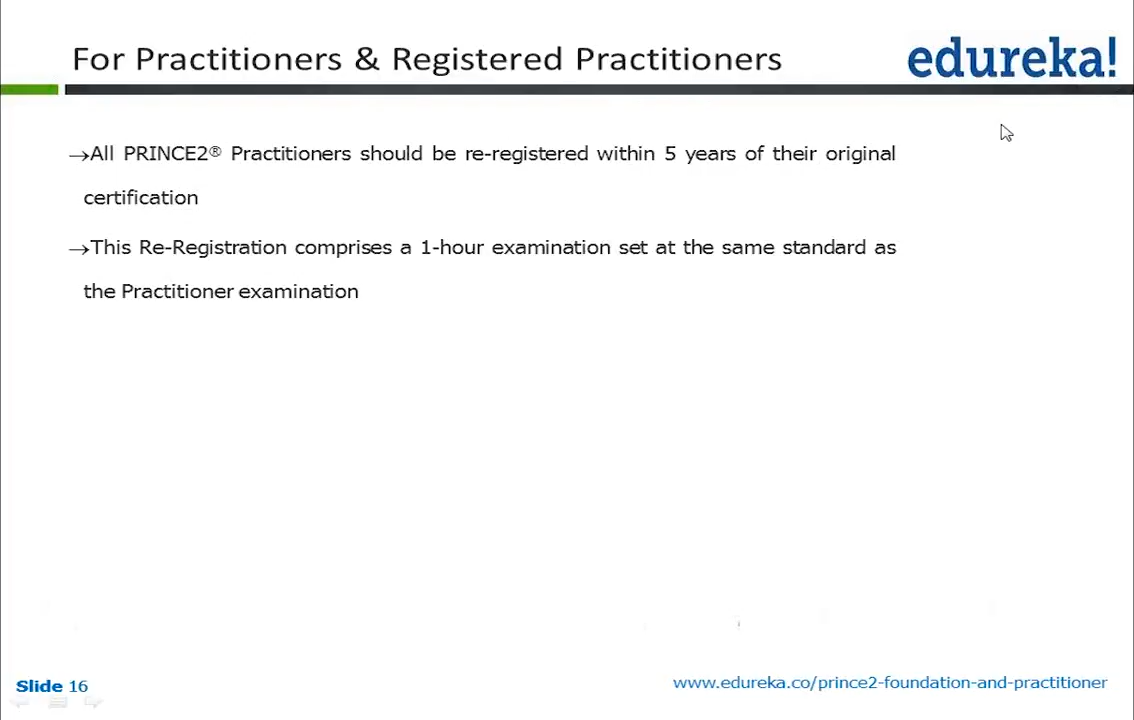 For Practitioners & Registered Practitioners
edureka!
→All PRINCE2® Practitioners should be re-registered within 5 years of their original
certification
→This Re-Registration comprises a 1-hour examination set at the same standard as
the Practitioner examination
Slide 16
www.edureka.co/prince2-foundation-and-practitioner